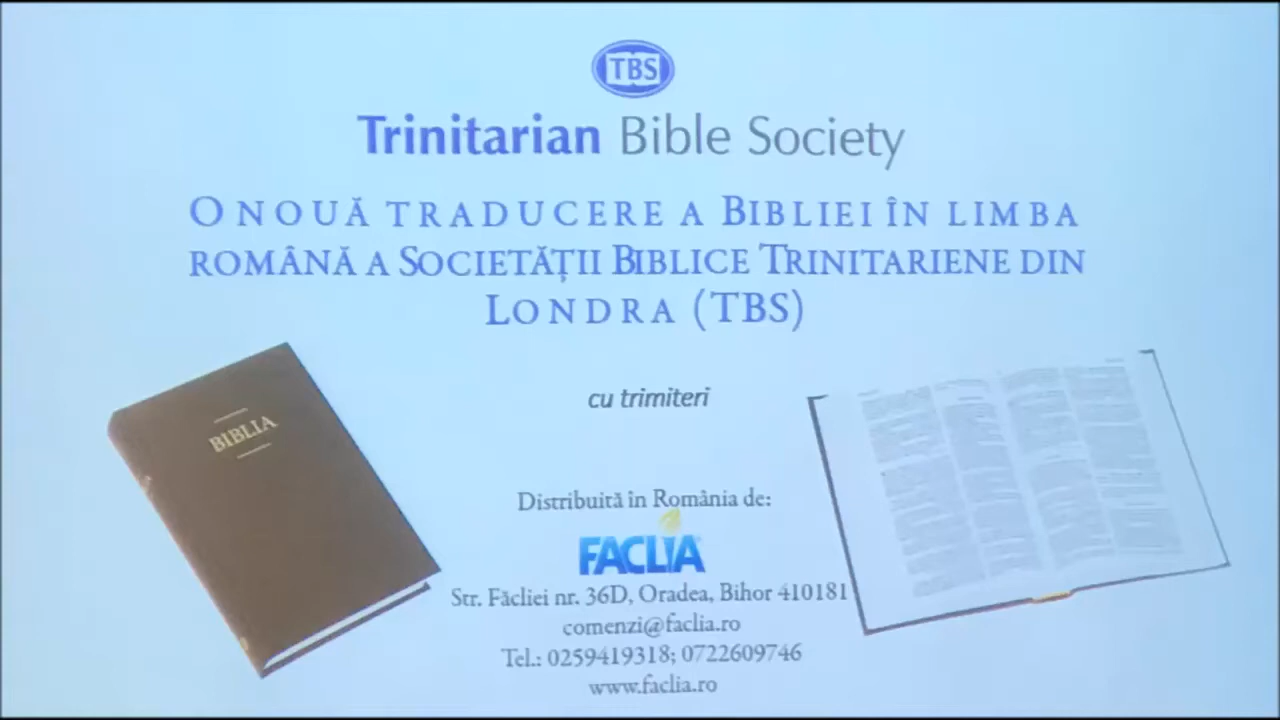 TBS
Trinitarian Bible Society
O NOUĂ TRADUCERE A BIBLIEI ÎN LIMBA
ROMÂNĂ A SOCIETĂȚII BIBLICE TRINITARIENE DIN
LONDRA (TBS)
cu trimiteri
BIBLIA
Distribuită în România de:
FACLIA
Str. Făcliei nr. 36D, Oradea, Bihor 410181
comenzi@faclia.ro
Tel.: 0259419318; 0722609746
www.faclia.ro